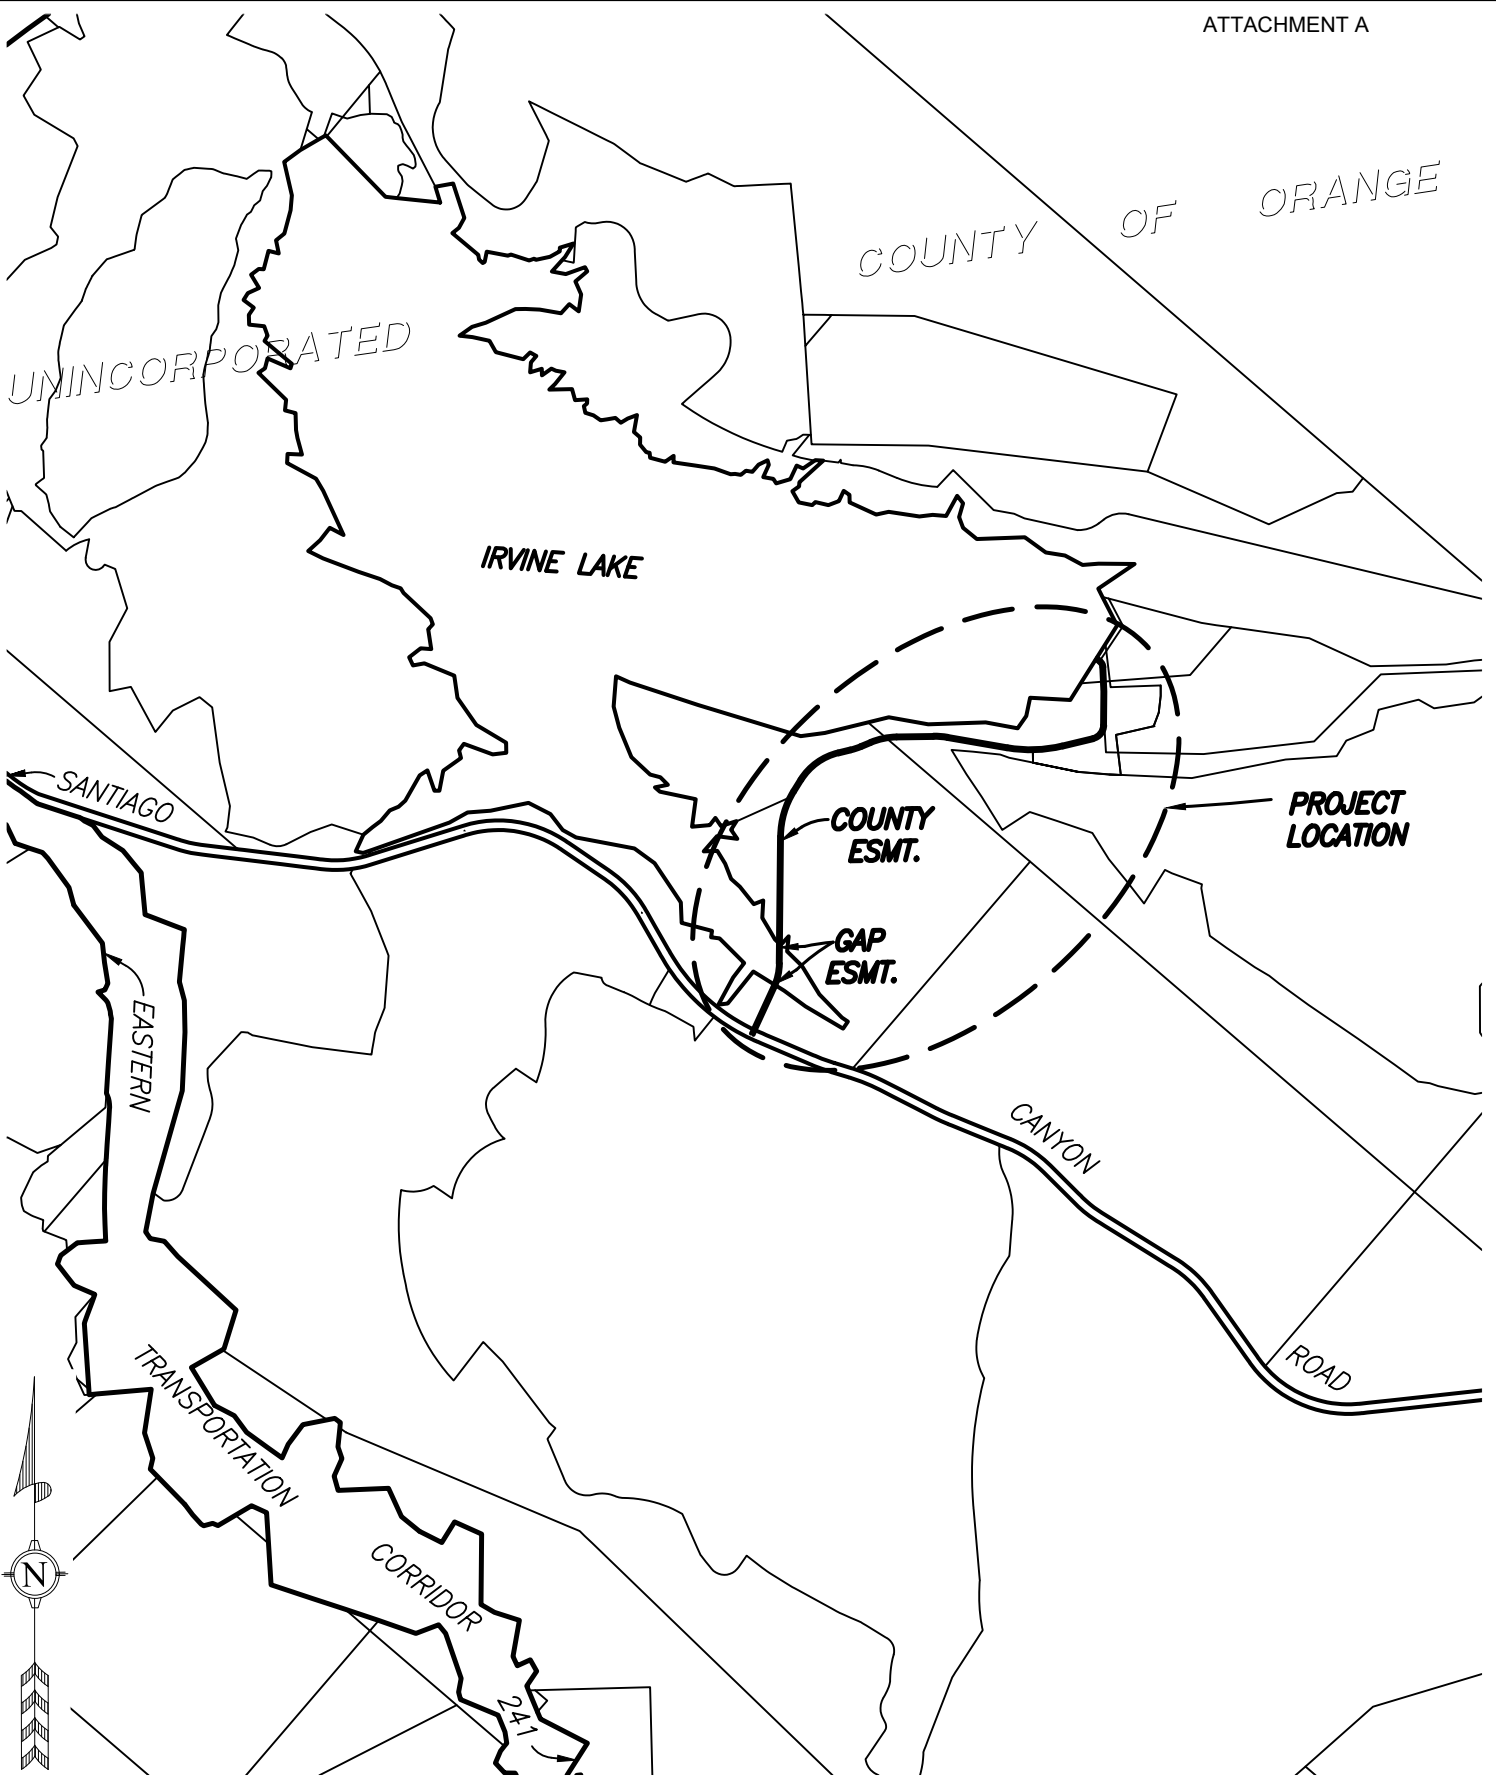 ATTACHMENT A
COUNTY OF ORANGE
UNINCORPORATED
IRVINE LAKE
SANTIAGO
COUNTY
ESMT.
PROJECT
LOCATION
GAP
ESMT.
EASTERN
CANYON
ROAD
TRANSPORTATION
N
CORRIDOR
241